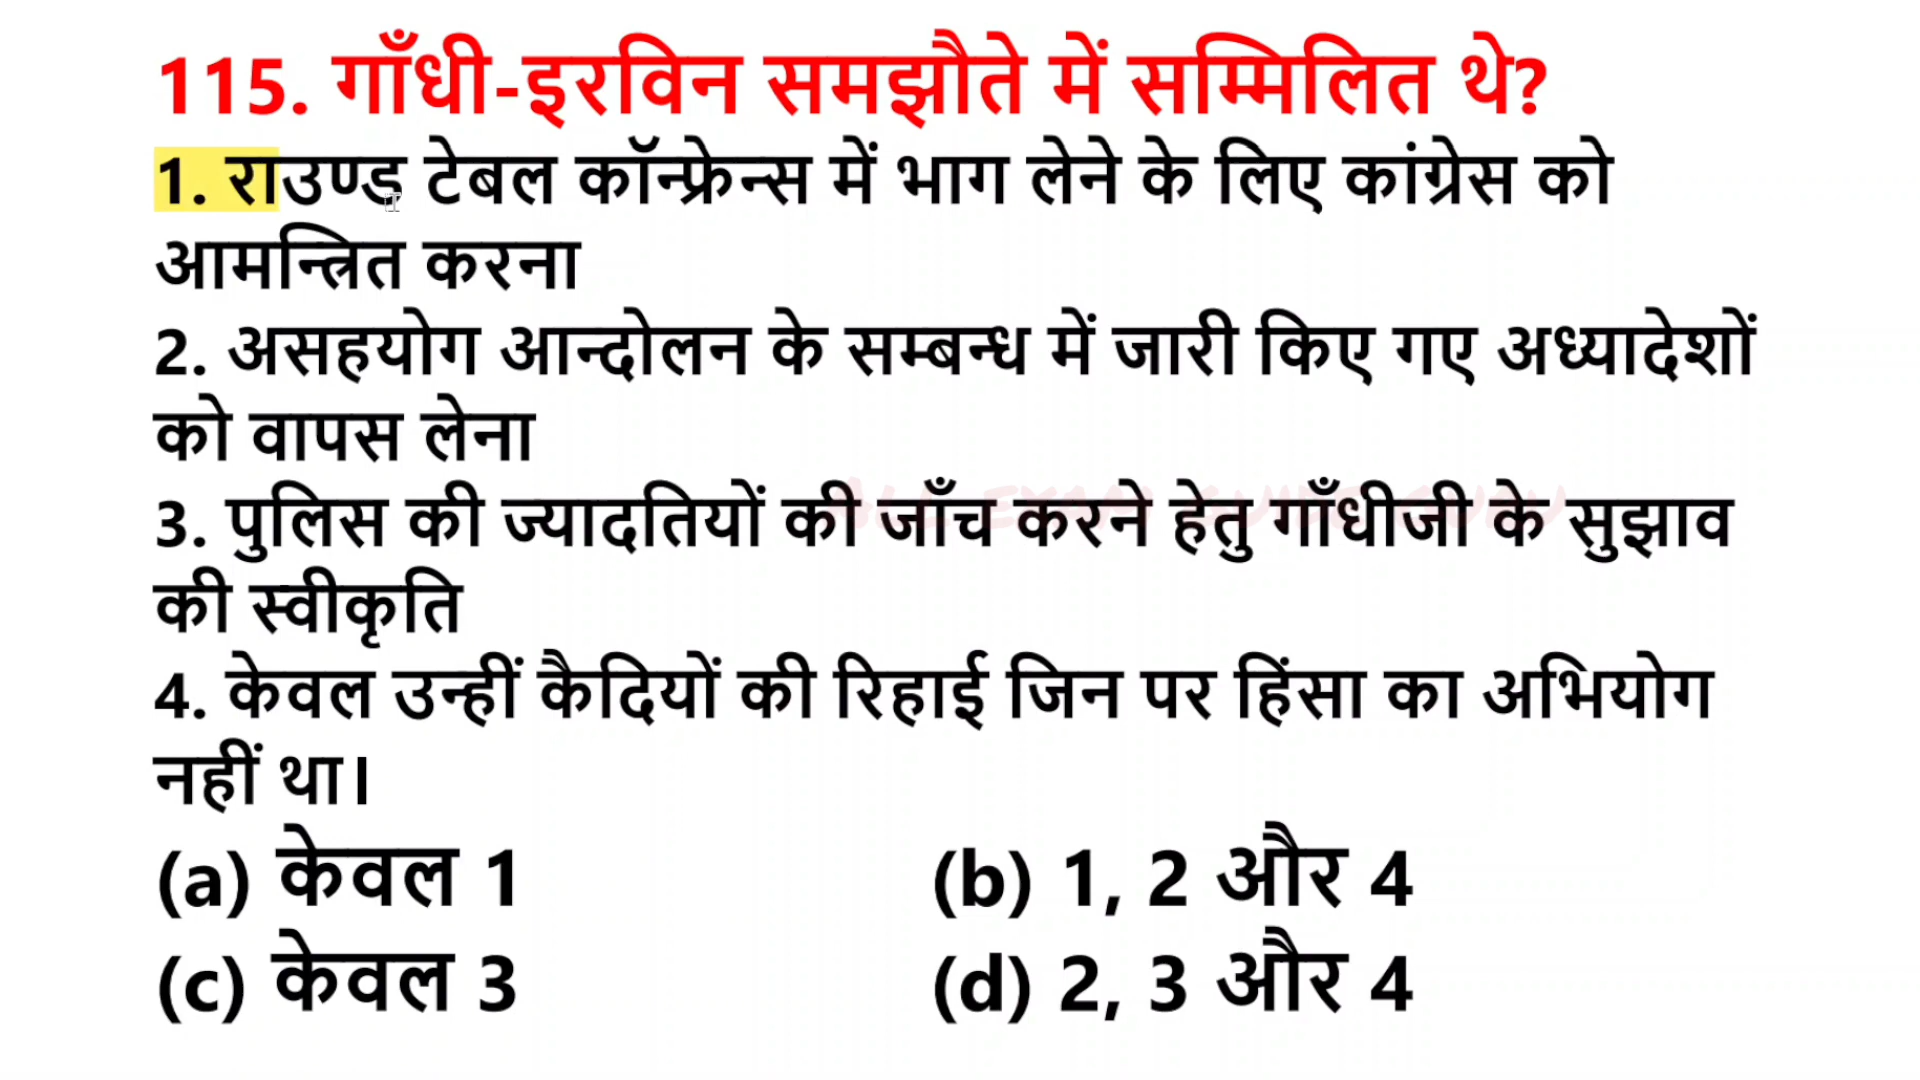 115. गाँधी-इरविन समझौते में सम्मिलित थे?
1. राउण्ड टेबल कॉन्फ्रेन्स में भाग लेने के लिए कांग्रेस को
आमन्त्रित करना
2. असहयोग आन्दोलन के सम्बन्ध में जारी किए गए अध्यादेशों
को वापस लेना
3. पुलिस की ज्यादतियों की जाँच करने हेतु गाँधीजी के सुझाव
की स्वीकृति
4. केवल उन्हीं कैदियों की रिहाई जिन पर हिंसा का अभियोग
नहीं था।
(a) केवल 1 (b) 1, 2 और 4
(c) केवल 3 (d) 2, 3 और 4